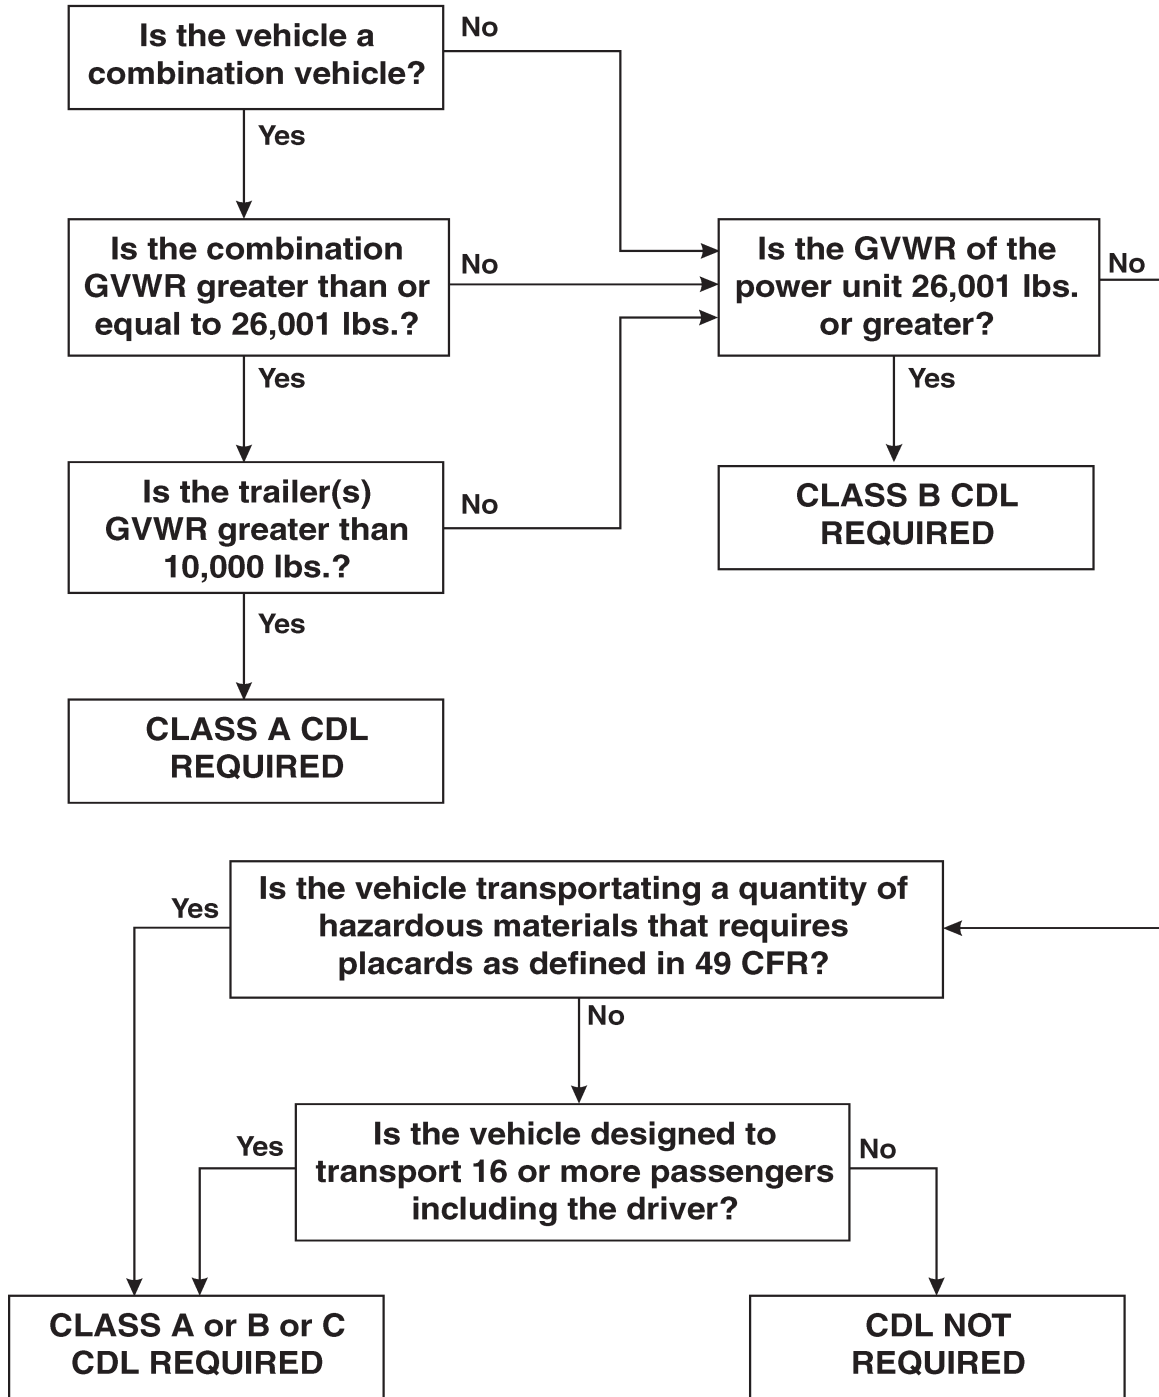 Is the vehicle a
combination vehicle?
No
Yes
Is the combination
GVWR greater than or
equal to 26,001 lbs.?
No
Is the GVWR of the
power unit 26,001 lbs.
or greater?
No
Yes
Yes
Is the trailer(s)
GVWR greater than
10,000 lbs.?
No
CLASS B CDL
REQUIRED
Yes
CLASS A CDL
REQUIRED
Is the vehicle transportating a quantity of
hazardous materials that requires
placards as defined in 49 CFR?
Yes
No
Is the vehicle designed to
transport 16 or more passengers
including the driver?
Yes
No
CLASS A or B or C
CDL REQUIRED
CDL NOT
REQUIRED